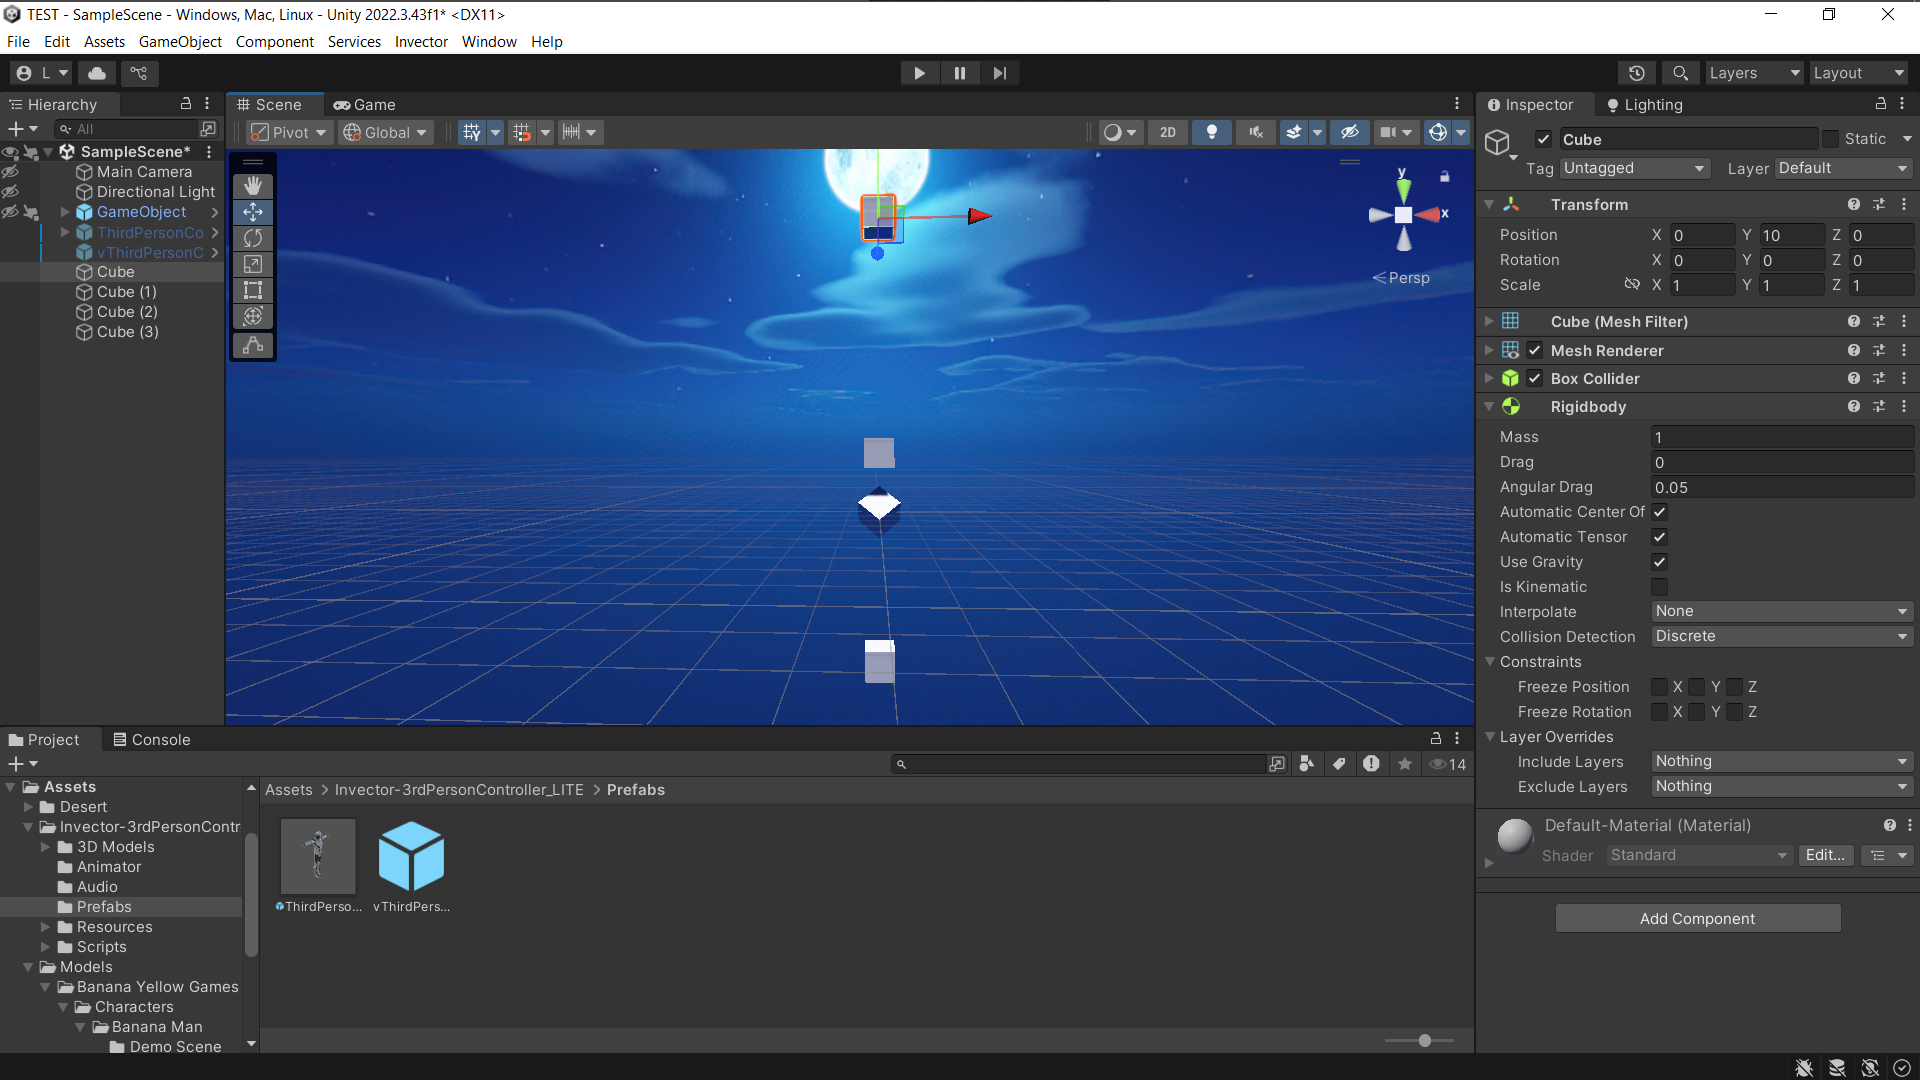 TEST - SampleScene - Windows, Mac, Linux - Unity 2022.3.43f1* <DX11>
File Edit Assets GameObject Component Services Invector Window Help
L
Layers
Layout
Hierarchy
All
SampleScene*
Main Camera
Directional Light
GameObject
ThirdPersonCo
vThirdPersonC
Cube
Cube (1)
Cube (2)
Cube (3)
Scene
Game
Pivot
Global
2D
y
x
Persp
Inspector
Lighting
Cube
Static
Tag Untagged Layer Default
Transform
Position X 0 Y 10 Z 0
Rotation X 0 Y 0 Z 0
Scale X 1 Y 1 Z 1
Cube (Mesh Filter)
Mesh Renderer
Box Collider
Rigidbody
Mass 1
Drag 0
Angular Drag 0.05
Automatic Center Of
Automatic Tensor
Use Gravity
Is Kinematic
Interpolate None
Collision Detection Discrete
Constraints
Freeze Position X Y Z
Freeze Rotation X Y Z
Layer Overrides
Include Layers Nothing
Exclude Layers Nothing
Default-Material (Material)
Shader Standard Edit...
Add Component
Project
Console
14
Assets
Desert
Invector-3rdPersonContr
3D Models
Animator
Audio
Prefabs
Resources
Scripts
Models
Banana Yellow Games
Characters
Banana Man
Demo Scene
Assets > Invector-3rdPersonController_LITE > Prefabs
ThirdPerso...
vThirdPers...